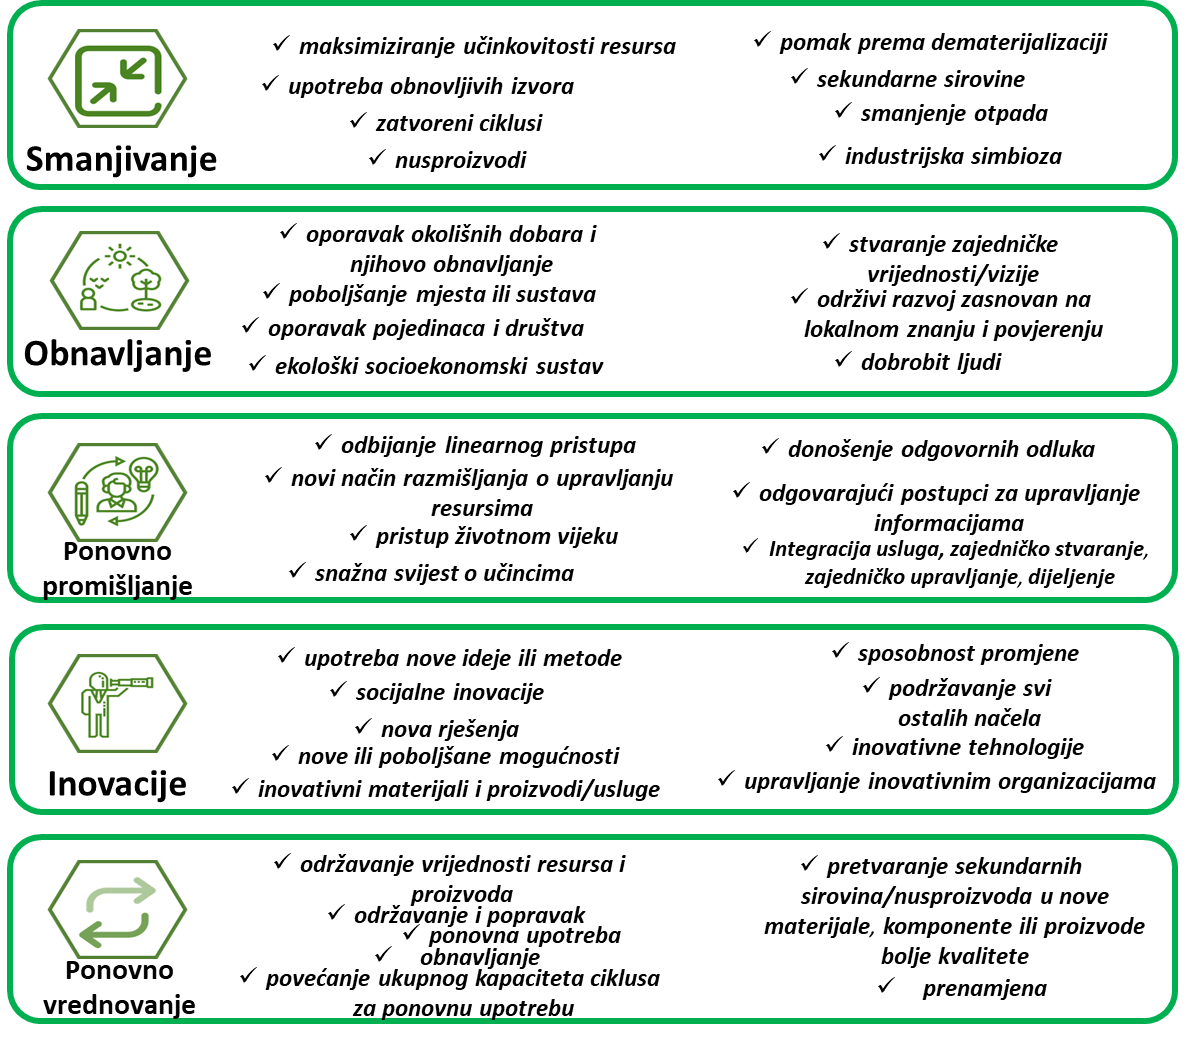 Smanjivanje
✓ maksimiziranje učinkovitosti resursa
✓ upotreba obnovljivih izvora
✓ zatvoreni ciklusi
✓ nusproizvodi
✓ pomak prema dematerijalizaciji
✓ sekundarne sirovine
✓ smanjenje otpada
✓ industrijska simbioza
Obnavljanje
✓ oporavak okolišnih dobara i
njihovo obnavljanje
✓ poboljšanje mjesta ili sustava
✓ oporavak pojedinaca i društva
✓ ekološki socioekonomski sustav
✓ stvaranje zajedničke
vrijednosti/vizije
✓ održivi razvoj zasnovan na
lokalnom znanju i povjerenju
✓ dobrobit ljudi
Ponovno
promišljanje
✓ odbijanje linearnog pristupa
✓ novi način razmišljanja o upravljanju
resursima
✓ pristup životnom vijeku
✓ snažna svijest o učincima
✓ donošenje odgovornih odluka
✓ odgovarajući postupci za upravljanje
informacijama
✓ Integracija usluga, zajedničko stvaranje,
zajedničko upravljanje, dijeljenje
Inovacije
✓ upotreba nove ideje ili metode
✓ socijalne inovacije
✓ nova rješenja
✓ nove ili poboljšane mogućnosti
✓ inovativni materijali i proizvodi/usluge
✓ sposobnost promjene
✓ podržavanje svi
ostalih načela
✓ inovativne tehnologije
✓ upravljanje inovativnim organizacijama
Ponovno
vrednovanje
✓ održavanje vrijednosti resursa i
proizvoda
✓ održavanje i popravak
✓ ponovna upotreba
✓ obnavljanje
✓ povećanje ukupnog kapaciteta ciklusa
za ponovnu upotrebu
✓ pretvaranje sekundarnih
sirovina/nusproizvoda u nove
materijale, komponente ili proizvode
bolje kvalitete
✓ prenamjena